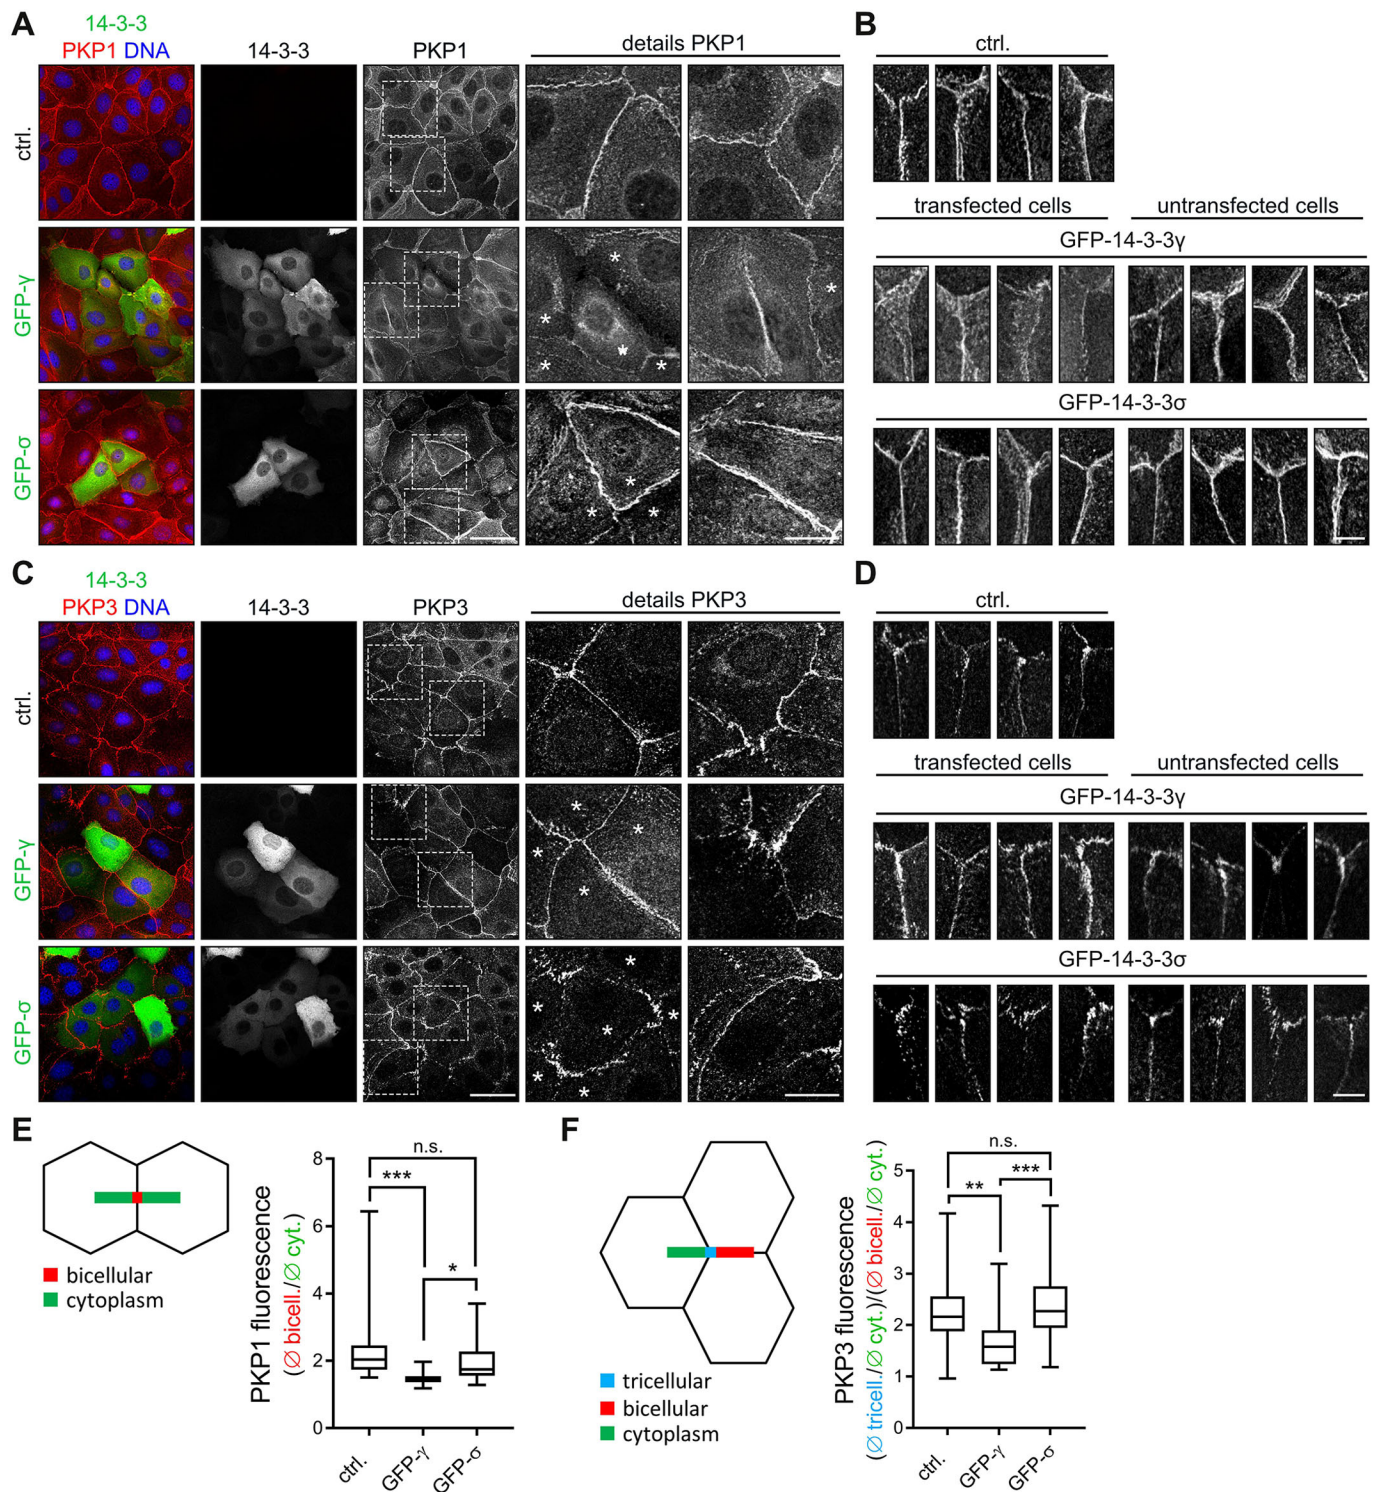 A
14-3-3
PKP1 DNA
14-3-3
PKP1
details PKP1
ctrl.
GFP-γ
*
*
*
*
*
*
GFP-σ
*
*
*
B
ctrl.
transfected cells
untransfected cells
GFP-14-3-3γ
GFP-14-3-3σ
C
14-3-3
PKP3 DNA
14-3-3
PKP3
details PKP3
ctrl.
GFP-γ
*
*
*
*
GFP-σ
*
*
*
*
*
*
D
ctrl.
transfected cells
untransfected cells
GFP-14-3-3γ
GFP-14-3-3σ
E
bicellular
cytoplasm
PKP1 fluorescence
(Ø bicell./Ø cyt.)
8
6
4
2
0
n.s.
***
*
ctrl.
GFP-γ
GFP-σ
F
tricellular
bicellular
cytoplasm
PKP3 fluorescence
(Ø tricell./Ø cyt.)/(Ø bicell./Ø cyt.)
5
4
3
2
1
0
n.s.
**
***
ctrl.
GFP-γ
GFP-σ